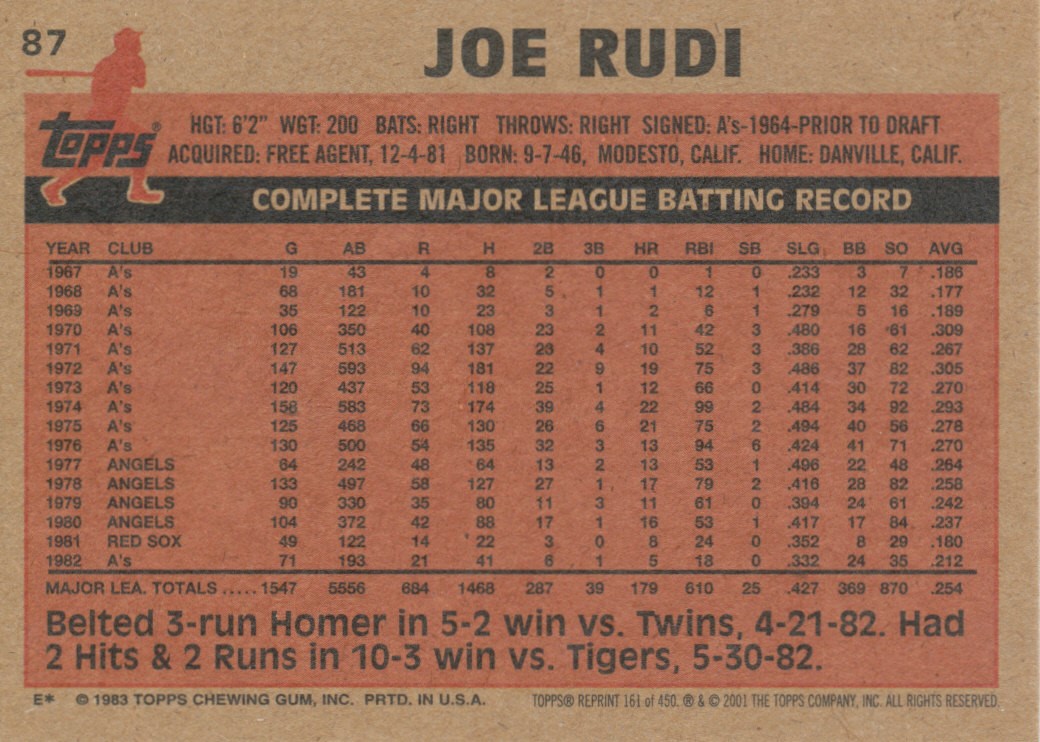 87
JOE RUDI
TOPPS®
HGT: 6'2" WGT: 200 BATS: RIGHT THROWS: RIGHT SIGNED: A's-1964-PRIOR TO DRAFT
ACQUIRED: FREE AGENT, 12-4-81 BORN: 9-7-46, MODESTO, CALIF. HOME: DANVILLE, CALIF.
COMPLETE MAJOR LEAGUE BATTING RECORD
YEAR CLUB G AB R H 2B 3B HR RBI SB SLG BB SO AVG
1967 A's 19 43 4 8 2 0 0 1 0 .233 3 7 .186
1968 A's 68 181 10 32 5 1 1 12 1 .232 12 32 .177
1969 A's 35 122 10 23 3 1 2 6 1 .279 5 16 .189
1970 A's 106 350 40 108 23 2 11 42 3 .480 16 61 .309
1971 A's 127 513 62 137 23 4 10 52 3 .386 28 62 .267
1972 A's 147 593 94 181 22 9 19 75 3 .486 37 82 .305
1973 A's 120 437 53 118 25 1 12 66 0 .414 30 72 .270
1974 A's 158 583 73 174 39 4 22 99 2 .484 34 92 .293
1975 A's 125 468 66 130 26 6 21 75 2 .494 40 56 .278
1976 A's 130 500 54 135 32 3 13 94 6 .424 41 71 .270
1977 ANGELS 64 242 48 64 13 2 13 53 1 .496 22 48 .264
1978 ANGELS 133 497 58 127 27 1 17 79 2 .416 28 82 .258
1979 ANGELS 90 330 35 80 11 3 11 61 0 .394 24 61 .242
1980 ANGELS 104 372 42 88 17 1 16 53 1 .417 17 84 .237
1981 RED SOX 49 122 14 22 3 0 8 24 0 .352 8 29 .180
1982 A's 71 193 21 41 6 1 5 18 0 .332 24 35 .212
MAJOR LEA. TOTALS ..... 1547 5556 684 1468 287 39 179 610 25 .427 369 870 .254
Belted 3-run Homer in 5-2 win vs. Twins, 4-21-82. Had
2 Hits & 2 Runs in 10-3 win vs. Tigers, 5-30-82.
E* © 1983 TOPPS CHEWING GUM, INC. PRTD. IN U.S.A. TOPPS® REPRINT 161 of 450. ® & © 2001 THE TOPPS COMPANY, INC. ALL RIGHTS RESERVED.